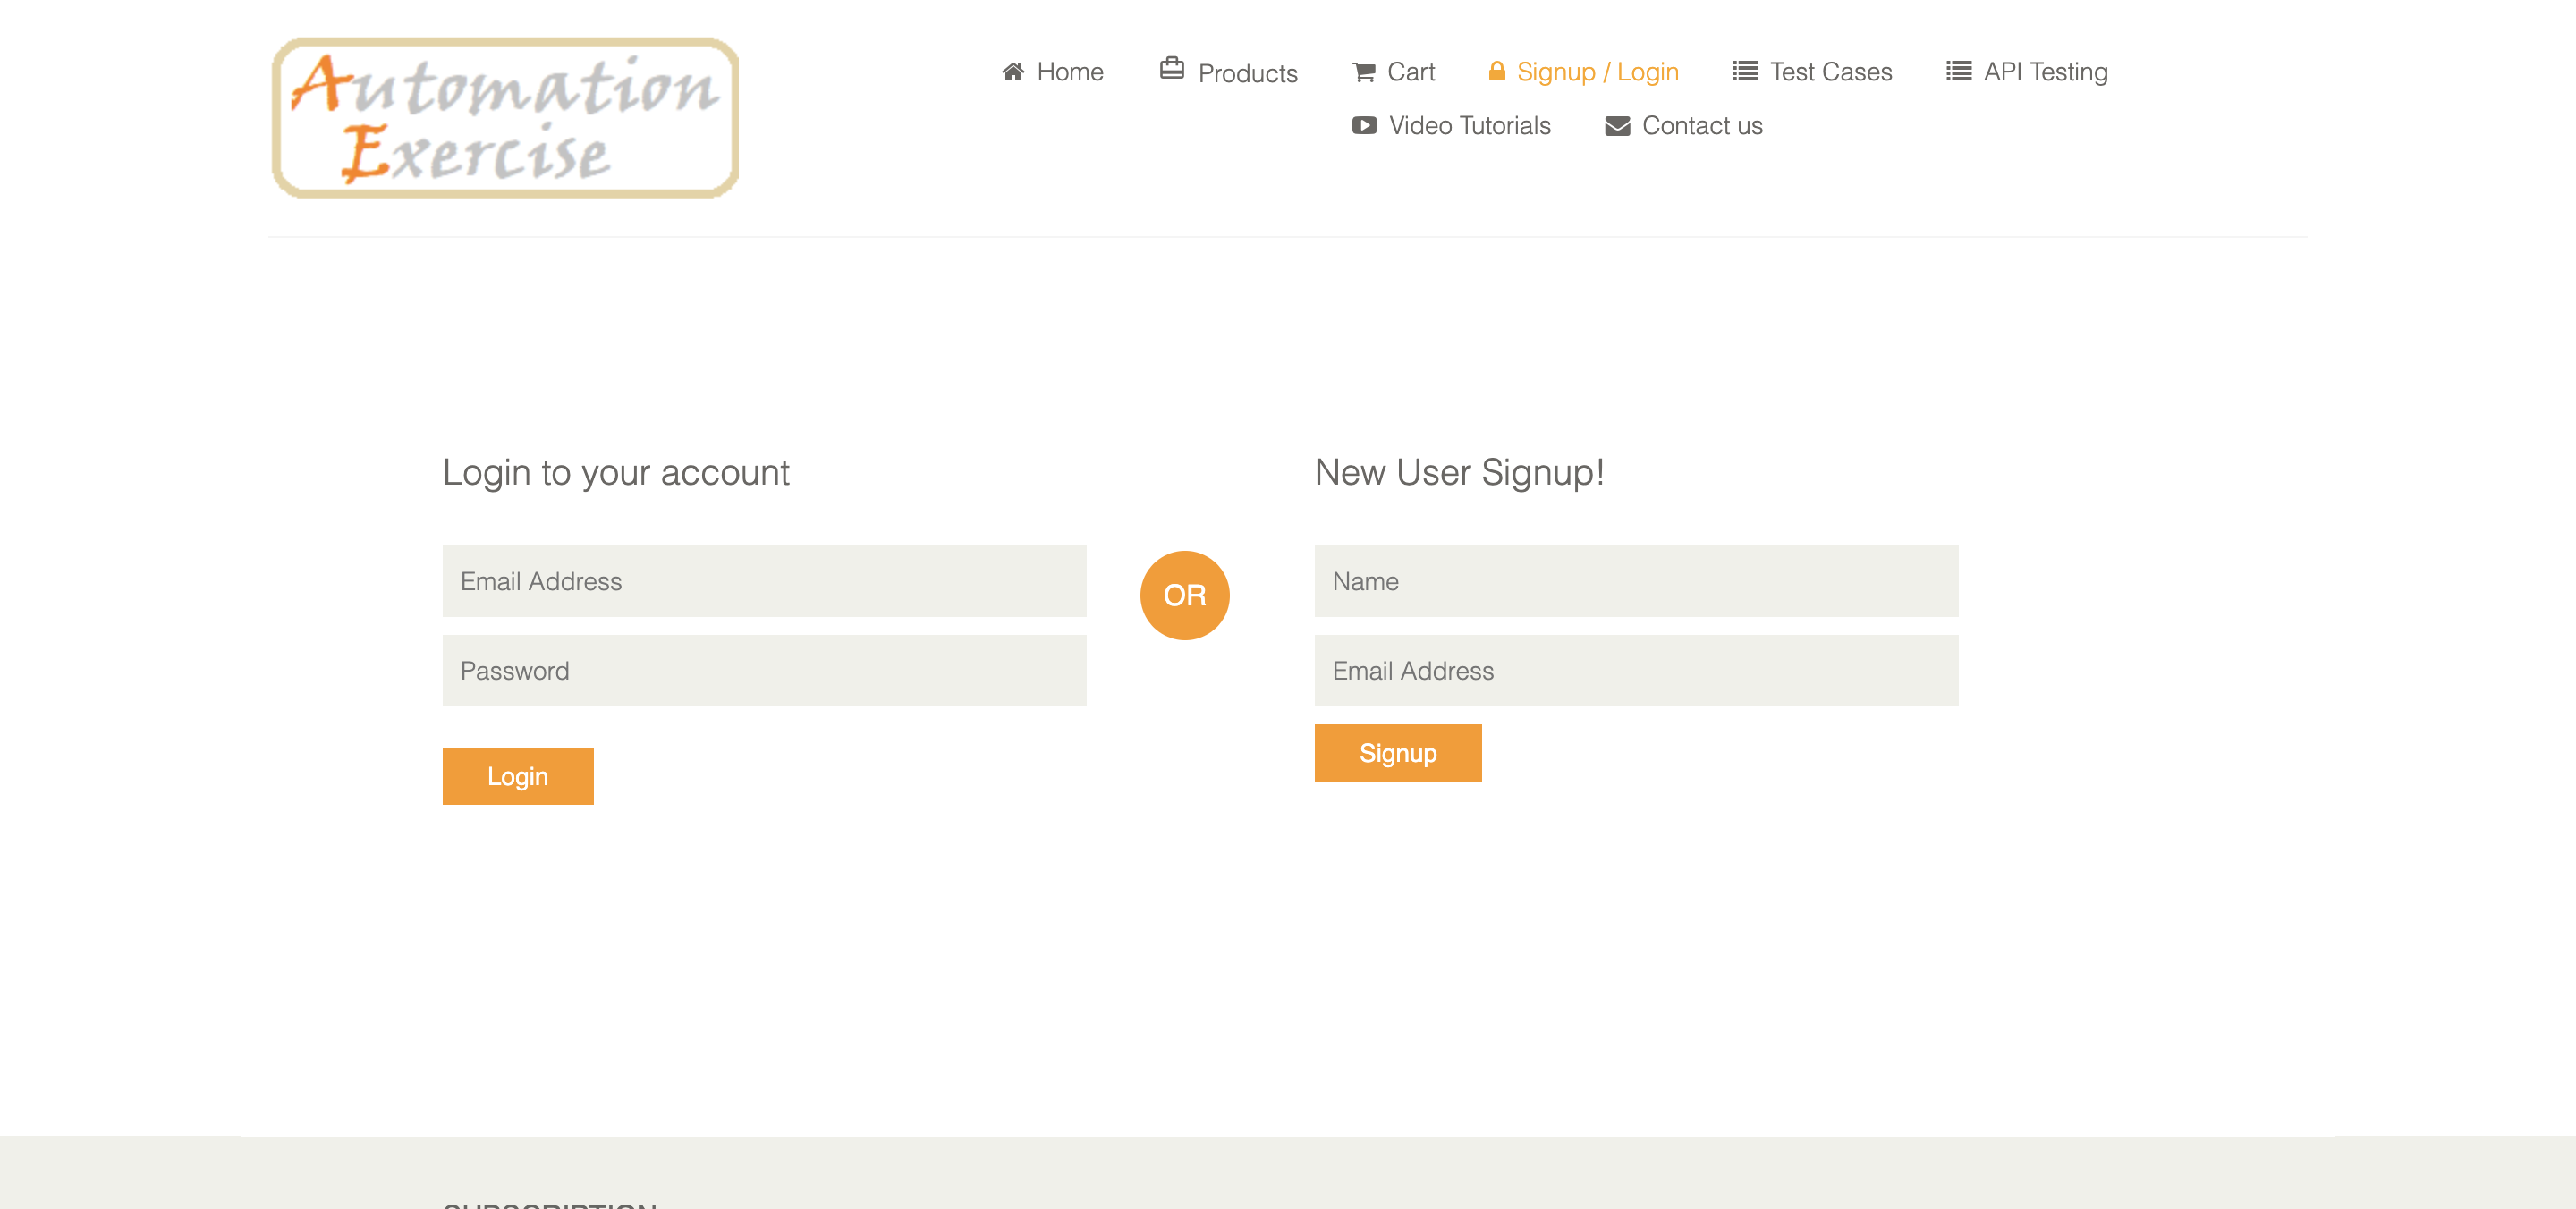 Automation
Exercise
Home Products Cart Signup / Login Test Cases API Testing
Video Tutorials Contact us
Login to your account
Email Address
Password
Login
OR
New User Signup!
Name
Email Address
Signup
SUBSCRIPTION